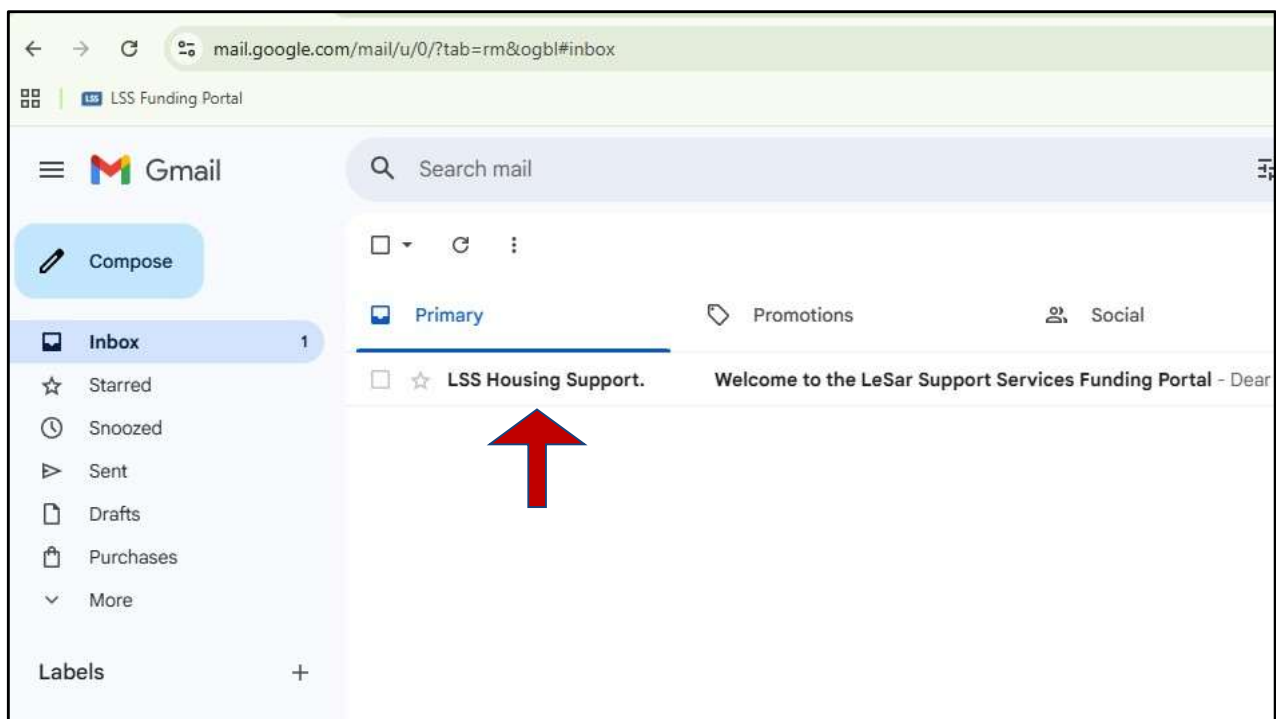 mail.google.com/mail/u/0/?tab=rm&ogbl#inbox
LSS LSS Funding Portal
Gmail
Search mail
Compose
Primary Promotions Social
Inbox 1
LSS Housing Support. Welcome to the LeSar Support Services Funding Portal - Dear
Starred
Snoozed
Sent
Drafts
Purchases
More
Labels +